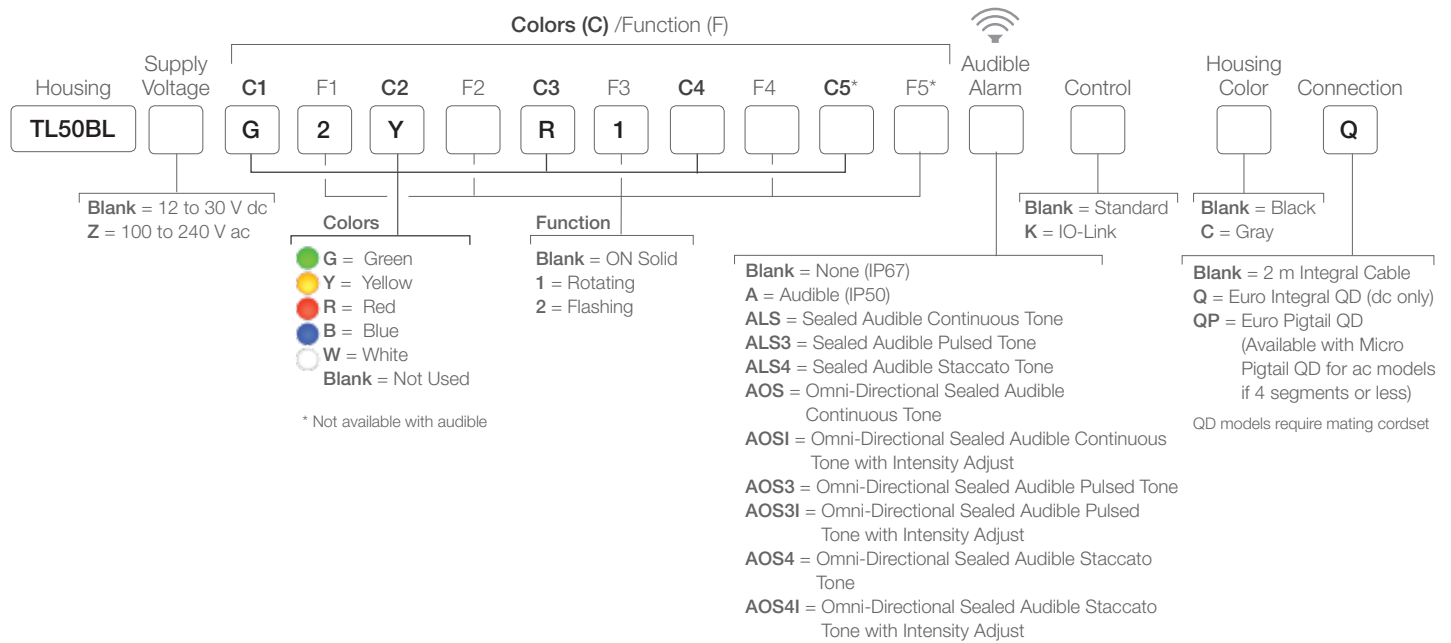 Colors (C) /Function (F)
Housing
Supply
Voltage
C1
F1
C2
F2
C3
F3
C4
F4
C5*
F5*
Audible
Alarm
Control
Housing
Color
Connection
TL50BL
G
2
Y
R
1
Q
Blank = 12 to 30 V dc
Z = 100 to 240 V ac
Colors
G = Green
Y = Yellow
R = Red
B = Blue
W = White
Blank = Not Used
* Not available with audible
Function
Blank = ON Solid
1 = Rotating
2 = Flashing
Blank = None (IP67)
A = Audible (IP50)
ALS = Sealed Audible Continuous Tone
ALS3 = Sealed Audible Pulsed Tone
ALS4 = Sealed Audible Staccato Tone
AOS = Omni-Directional Sealed Audible
Continuous Tone
AOSI = Omni-Directional Sealed Audible Continuous
Tone with Intensity Adjust
AOS3 = Omni-Directional Sealed Audible Pulsed Tone
AOS3I = Omni-Directional Sealed Audible Pulsed
Tone with Intensity Adjust
AOS4 = Omni-Directional Sealed Audible Staccato
Tone
AOS4I = Omni-Directional Sealed Audible Staccato
Tone with Intensity Adjust
Blank = Standard
K = IO-Link
Blank = Black
C = Gray
Blank = 2 m Integral Cable
Q = Euro Integral QD (dc only)
QP = Euro Pigtail QD
(Available with Micro
Pigtail QD for ac models
if 4 segments or less)
QD models require mating cordset